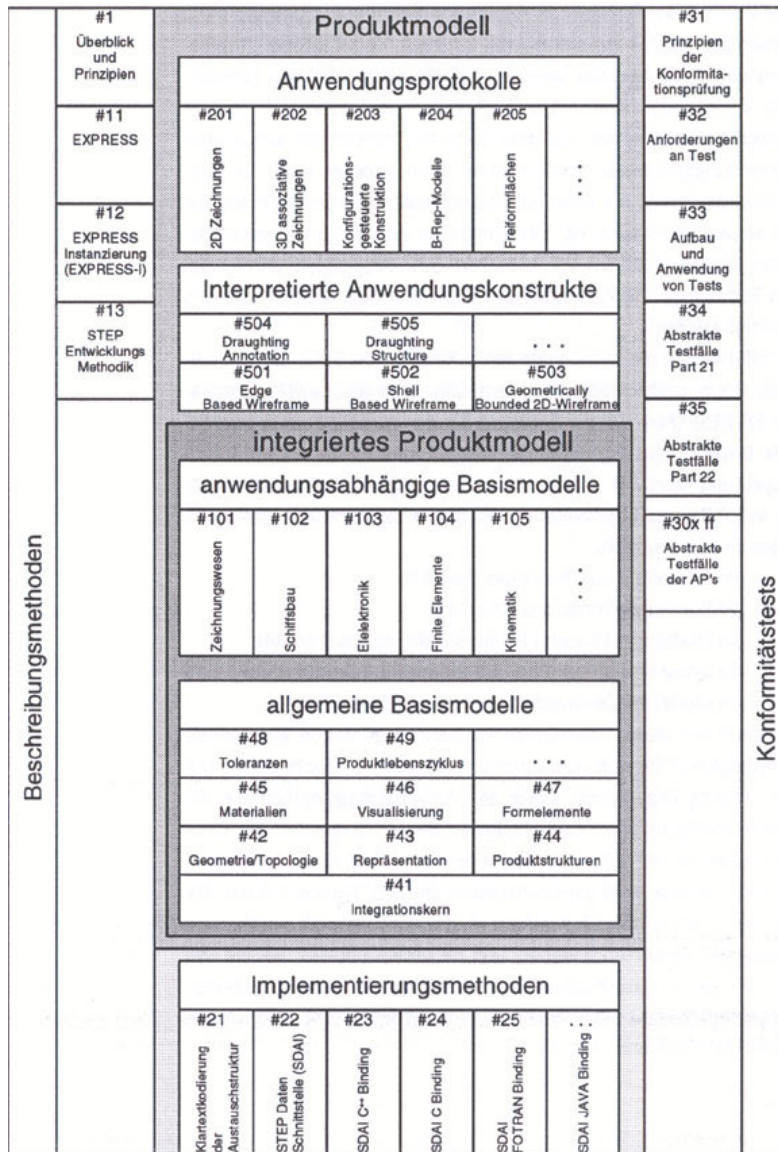 Beschreibungsmethoden
#1
Überblick
und
Prinzipien
#11
EXPRESS
#12
EXPRESS
Instanzierung
(EXPRESS-I)
#13
STEP
Entwicklungs
Methodik
Produktmodell
Anwendungsprotokolle
#201
2D Zeichnungen
#202
3D assoziative
Zeichnungen
#203
Konfigurations-
gesteuerte
Konstruktion
#204
B-Rep-Modelle
#205
Freiformflächen
. . .
Interpretierte Anwendungskonstrukte
#504
Draughting
Annotation
#505
Draughting
Structure
. . .
#501
Edge
Based Wireframe
#502
Shell
Based Wireframe
#503
Geometrically
Bounded 2D-Wireframe
integriertes Produktmodell
anwendungsabhängige Basismodelle
#101
Zeichnungswesen
#102
Schiffsbau
#103
Elelektronik
#104
Finite Elemente
#105
Kinematik
. . .
allgemeine Basismodelle
#48
Toleranzen
#49
Produktlebenszyklus
. . .
#45
Materialien
#46
Visualisierung
#47
Formelemente
#42
Geometrie/Topologie
#43
Repräsentation
#44
Produktstrukturen
#41
Integrationskern
Implementierungsmethoden
#21
Klartextkodierung
der
Austauschstruktur
#22
STEP Daten
Schnittstelle (SDAI)
#23
SDAI C++ Binding
#24
SDAI C Binding
#25
SDAI
FOTRAN Binding
. . .
SDAI JAVA Binding
#31
Prinzipien
der
Konformita-
tionsprüfung
#32
Anforderungen
an Test
#33
Aufbau
und
Anwendung
von Tests
#34
Abstrakte
Testfälle
Part 21
#35
Abstrakte
Testfälle
Part 22
#30x ff
Abstrakte
Testfälle
der AP's
Konformitätstests